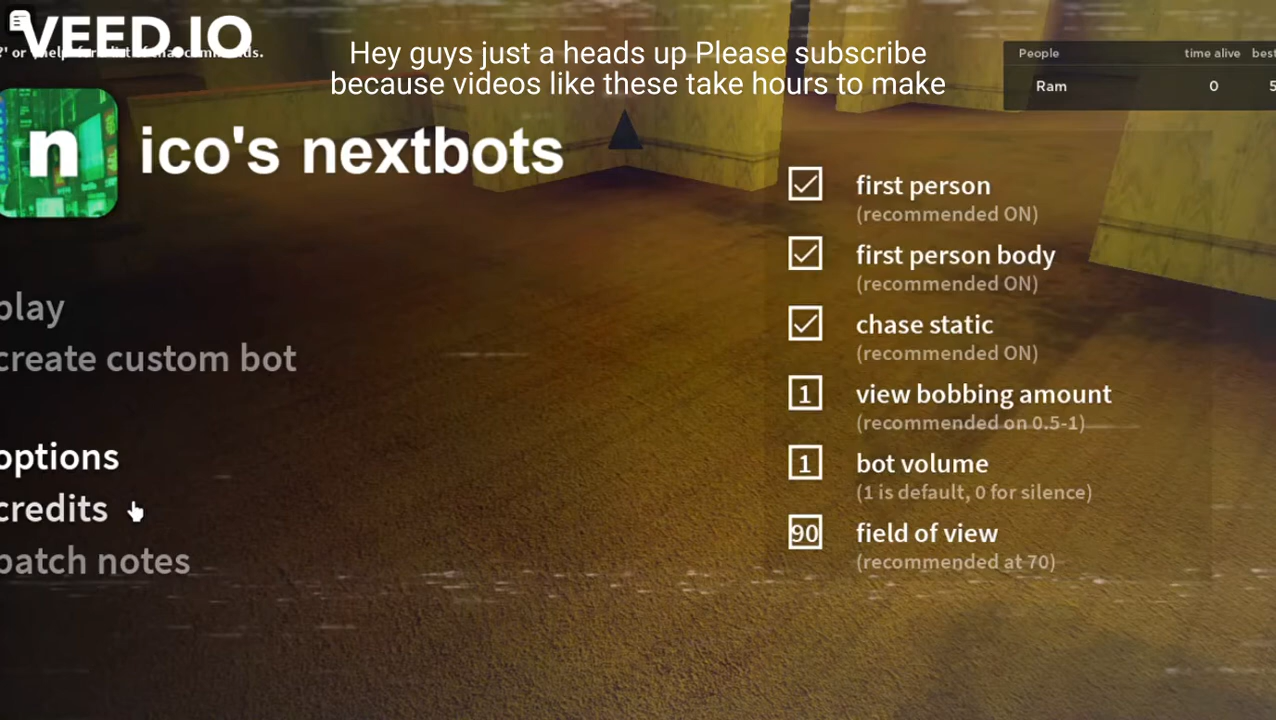 VEED.IO
Hey guys just a heads up Please subscribe
because videos like these take hours to make
People time alive best
Ram 0 5
n ico's nextbots
first person
(recommended ON)
first person body
(recommended ON)
chase static
(recommended ON)
1 view bobbing amount
(recommended on 0.5-1)
1 bot volume
(1 is default, 0 for silence)
90 field of view
(recommended at 70)
play
create custom bot
options
credits
patch notes